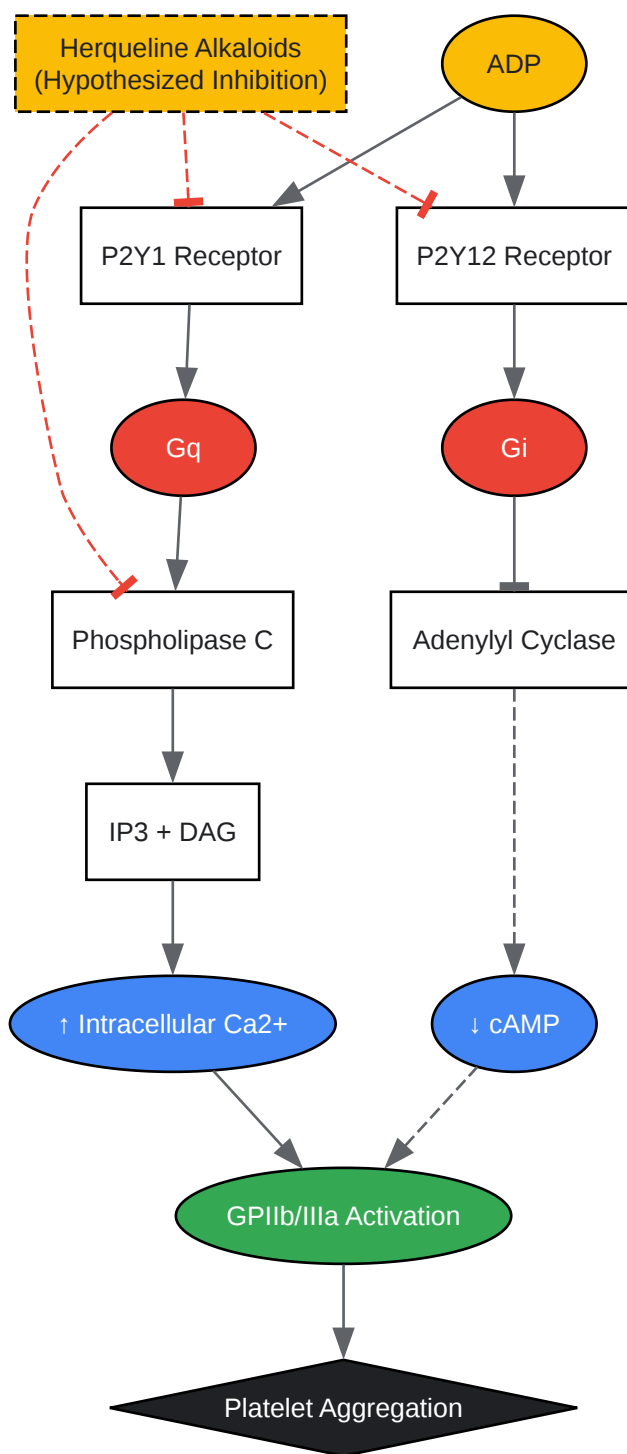 Herqueline Alkaloids
(Hypothesized Inhibition)
ADP
P2Y1 Receptor
P2Y12 Receptor
Gq
Gi
Phospholipase C
Adenylyl Cyclase
IP3 + DAG
↑ Intracellular Ca2+
↓ cAMP
GPIIb/IIIa Activation
Platelet Aggregation